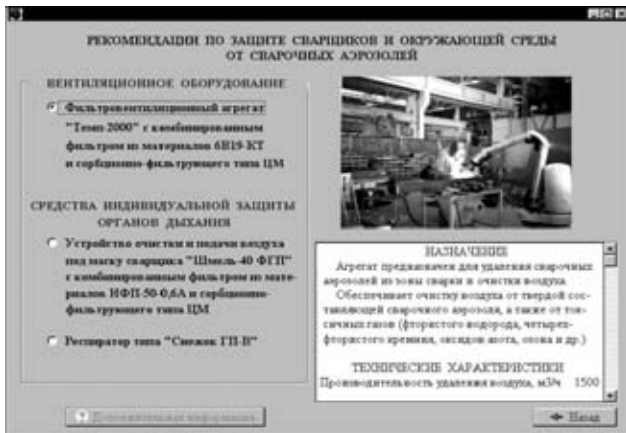 РЕКОМЕНДАЦИИ ПО ЗАЩИТЕ СВАРЩИКОВ И ОКРУЖАЮЩЕЙ СРЕДЫ
ОТ СВАРОЧНЫХ АЭРОЗОЛЕЙ
ВЕНТИЛЯЦИОННОЕ ОБОРУДОВАНИЕ
Фильтровентиляционный агрегат
"Темп-2000" с комбинированным
фильтром из материалов 6В19-КТ
и сорбционно-фильтрующего типа ЦМ
СРЕДСТВА ИНДИВИДУАЛЬНОЙ ЗАЩИТЫ
ОРГАНОВ ДЫХАНИЯ
Устройство очистки и подачи воздуха
под маску сварщика "Шмель-40 ФГП"
с комбинированным фильтром из мате-
риалов НФП-50-0,6А и сорбционно-
фильтрующего типа ЦМ
Респиратор типа "Снежок ГП-В"
НАЗНАЧЕНИЕ
Агрегат предназначен для удаления сварочных
аэрозолей из зоны сварки и очистки воздуха.
Обеспечивает очистку воздуха от твердой сос-
тавляющей сварочного аэрозоля, а также от ток-
сичных газов (фтористого водорода, четырех-
фтористого кремния, оксидов азота, озона и др.)
ТЕХНИЧЕСКИЕ ХАРАКТЕРИСТИКИ
Производительность удаления воздуха, м3/ч 1500
Дополнительная информация
Назад